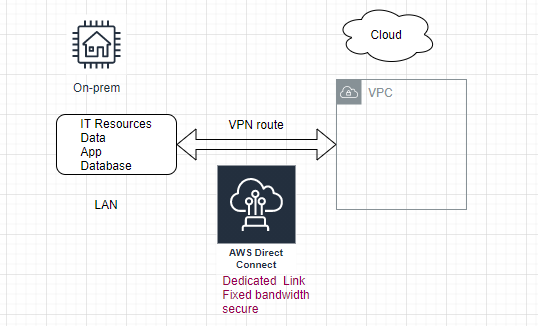 Cloud
On-prem
VPC
IT Resources
Data
App
Database
VPN route
LAN
AWS Direct
Connect
Dedicated Link
Fixed bandwidth
secure